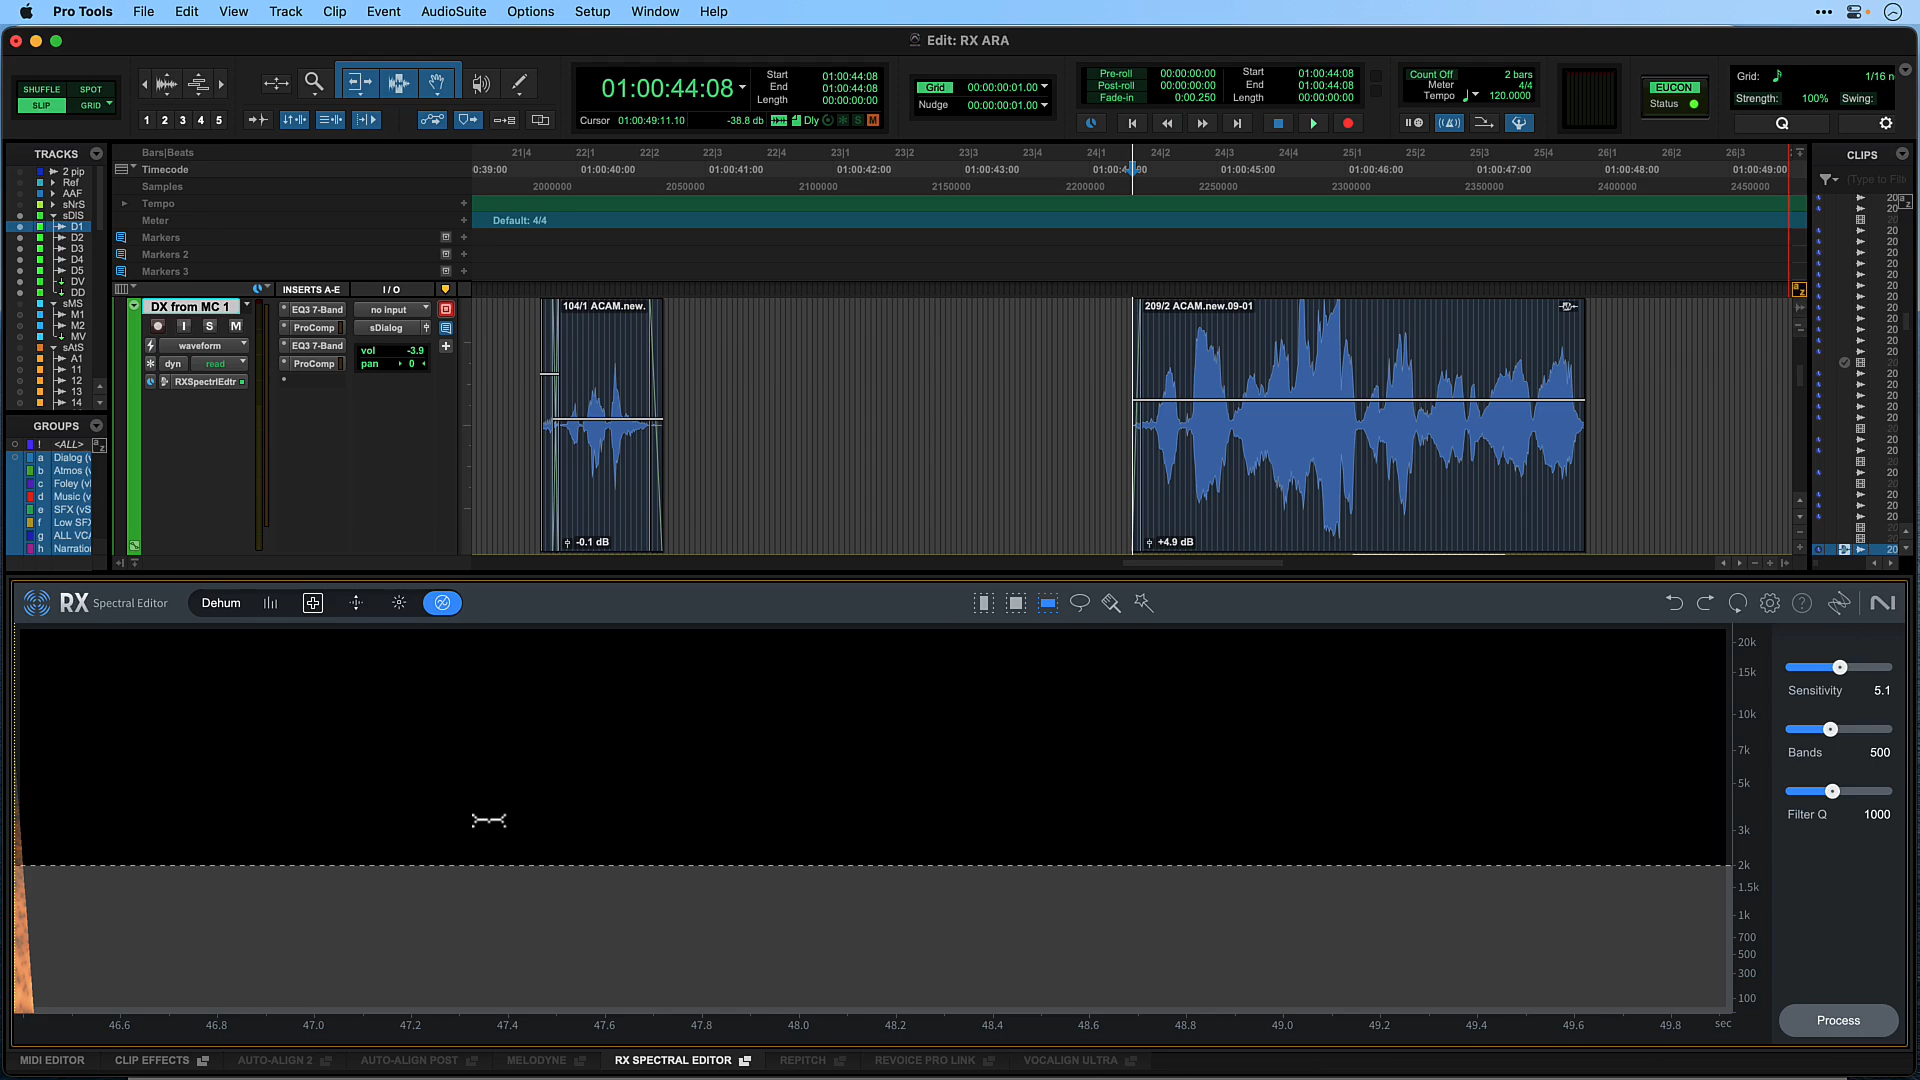 Pro Tools File Edit View Track Clip Event AudioSuite Options Setup Window Help
Edit: RX ARA
SHUFFLE SPOT
SLIP GRID
1 2 3 4 5
01:00:44:08
Start 01:00:44:08
End 01:00:44:08
Length 00:00:00:00
Cursor 01:00:49:11.10 -38.8 db Dly S M
Grid 00:00:00:01.00
Nudge 00:00:00:01.00
Pre-roll 00:00:00:00
Post-roll 00:00:00:00
Fade-in 0:00.250
Start 01:00:44:08
End 01:00:44:08
Length 00:00:00:00
Count Off 2 bars
Meter 4/4
Tempo 120.0000
EUCON
Status
Grid: 1/16 n
Strength: 100% Swing:
Q
TRACKS
2 pip
Ref
AAF
sNrS
sDlS
D1
D2
D3
D4
D5
DV
DD
sMS
M1
M2
MV
sAtS
A1
11
12
13
14
GROUPS
! <ALL>
a Dialog (v
b Atmos (v
c Foley (vl
d Music (v
e SFX (vS
f Low SFX
g ALL VCA
h Narratio
Bars|Beats 21|4 22|1 22|2 22|3 22|4 23|1 23|2 23|3 23|4 24|1 24|2 24|3 24|4 25|1 25|2 25|3 25|4 26|1 26|2 26|3
Timecode 0:39:00 01:00:40:00 01:00:41:00 01:00:42:00 01:00:43:00 01:00:4 00 01:00:45:00 01:00:46:00 01:00:47:00 01:00:48:00 01:00:49:00
Samples 2000000 2050000 2100000 2150000 2200000 2250000 2300000 2350000 2400000 2450000
Tempo
Meter Default: 4/4
Markers
Markers 2
Markers 3
INSERTS A-E I / O
DX from MC 1
I S M
waveform
dyn read
RXSpectrlEdtr
EQ3 7-Band
ProComp
EQ3 7-Band
ProComp
no input
sDialog
vol -3.9
pan 0
104/1 ACAM.new.
-0.1 dB
209/2 ACAM.new.09-01
+4.9 dB
CLIPS
(Type to Filt
RX Spectral Editor
Dehum
20k
15k
10k
7k
5k
3k
2k
1.5k
1k
700
500
300
100
46.6 46.8 47.0 47.2 47.4 47.6 47.8 48.0 48.2 48.4 48.6 48.8 49.0 49.2 49.4 49.6 49.8 sec
Sensitivity 5.1
Bands 500
Filter Q 1000
Process
MIDI EDITOR CLIP EFFECTS AUTO-ALIGN 2 AUTO-ALIGN POST MELODYNE RX SPECTRAL EDITOR REPITCH REVOICE PRO LINK VOCALIGN ULTRA